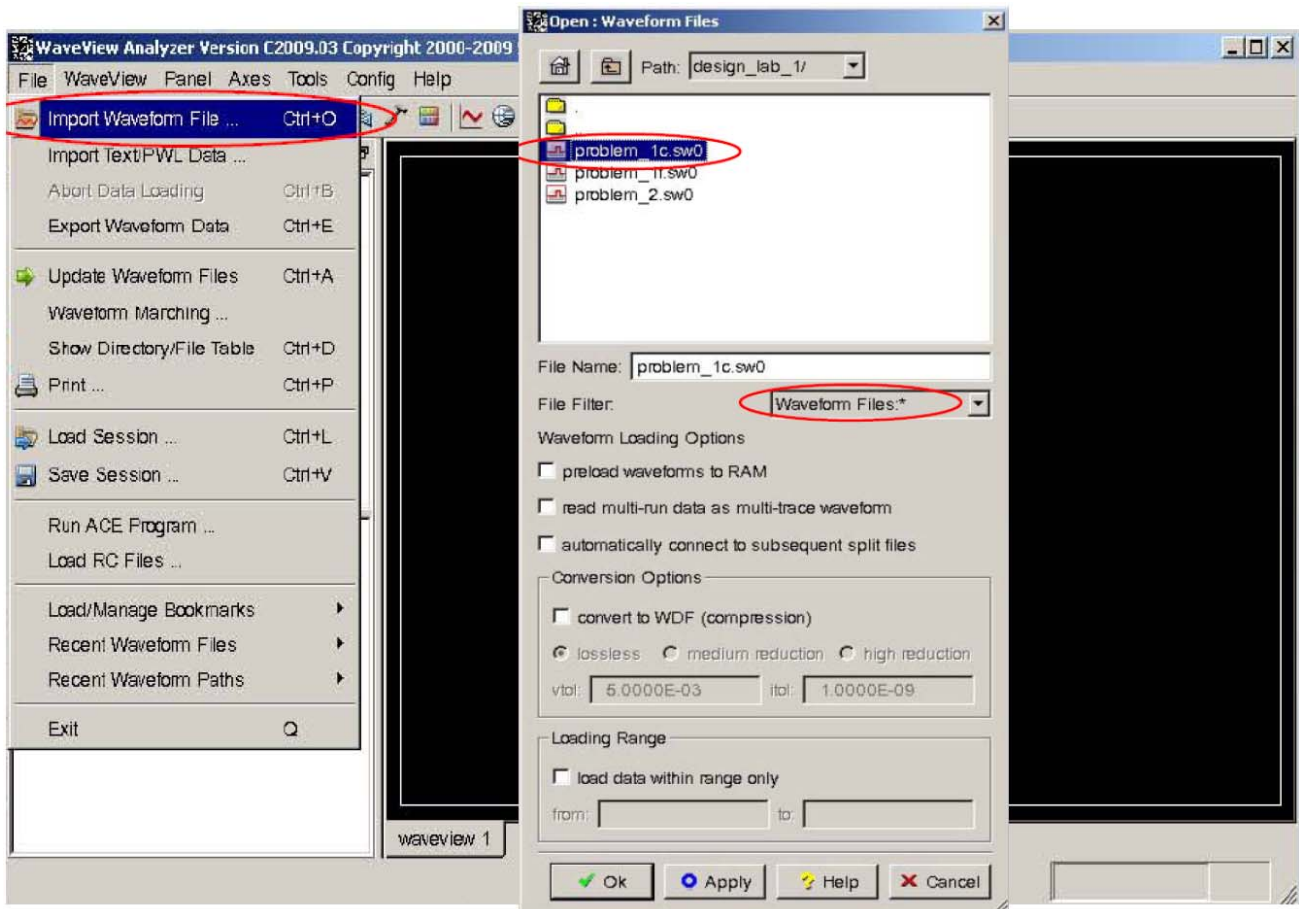 WaveView Analyzer Version C2009.03 Copyright 2000-2009
File WaveView Panel Axes Tools Config Help
Import Waveform File ... Ctrl+O
Import Text/PWL Data ...
Abort Data Loading Ctrl+B
Export Waveform Data Ctrl+E
Update Waveform Files Ctrl+A
Waveform Marching ...
Show Directory/File Table Ctrl+D
Print ... Ctrl+P
Load Session ... Ctrl+L
Save Session ... Ctrl+V
Run ACE Program ...
Load RC Files ...
Load/Manage Bookmarks
Recent Waveform Files
Recent Waveform Paths
Exit Q
waveview 1
Open : Waveform Files
Path: design_lab_1/
.
..
problem_1c.sw0
problem_1f.sw0
problem_2.sw0
File Name: problem_1c.sw0
File Filter: Waveform Files:*
Waveform Loading Options
preload waveforms to RAM
read multi-run data as multi-trace waveform
automatically connect to subsequent split files
Conversion Options
convert to WDF (compression)
lossless medium reduction high reduction
vtol: 5.0000E-03 itol: 1.0000E-09
Loading Range
load data within range only
from: to:
Ok Apply Help Cancel